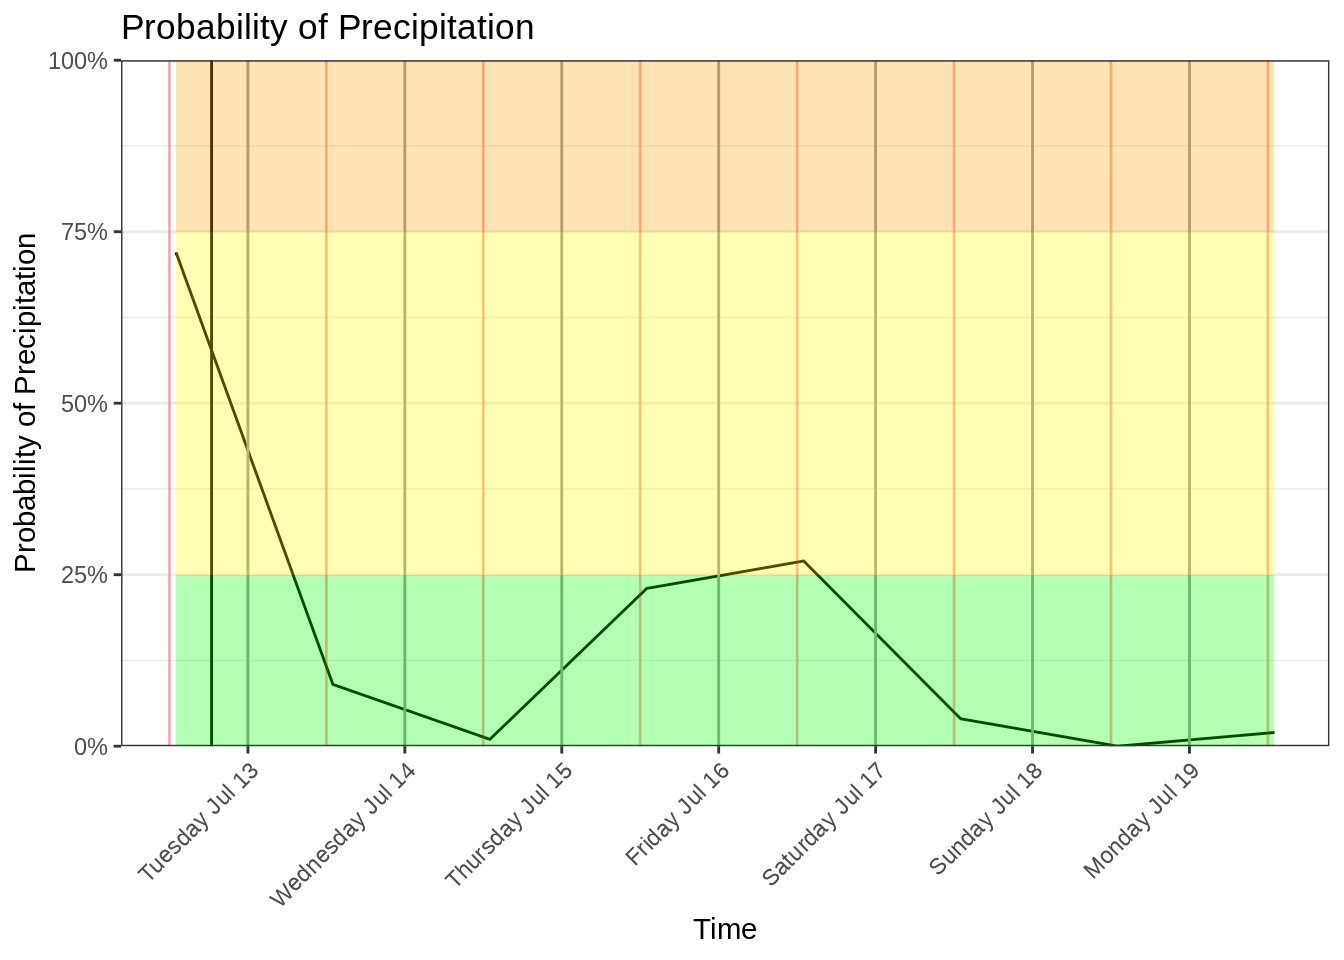 Probability of Precipitation
Probability of Precipitation
100%
75%
50%
25%
0%
Tuesday Jul 13
Wednesday Jul 14
Thursday Jul 15
Friday Jul 16
Saturday Jul 17
Sunday Jul 18
Monday Jul 19
Time